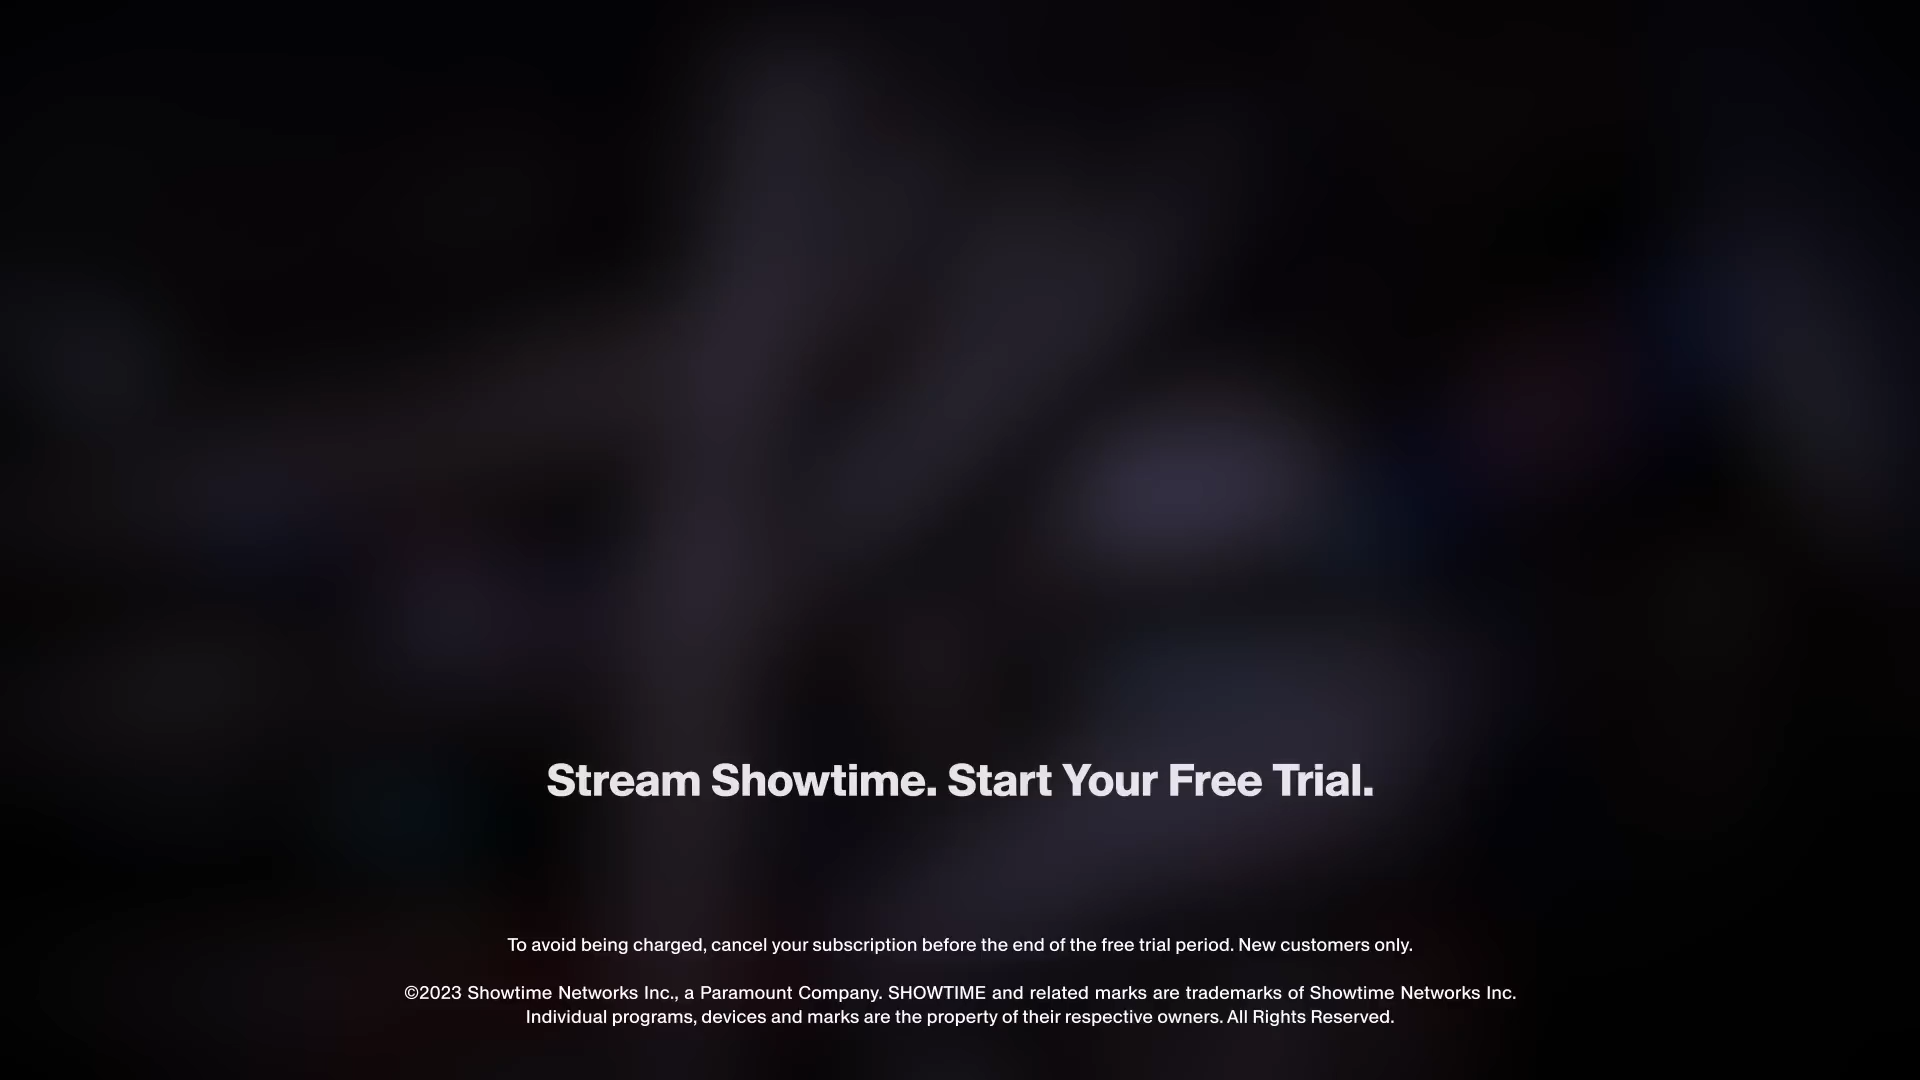 Stream Showtime. Start Your Free Trial.
To avoid being charged, cancel your subscription before the end of the free trial period. New customers only.
©2023 Showtime Networks Inc., a Paramount Company. SHOWTIME and related marks are trademarks of Showtime Networks Inc.
Individual programs, devices and marks are the property of their respective owners. All Rights Reserved.